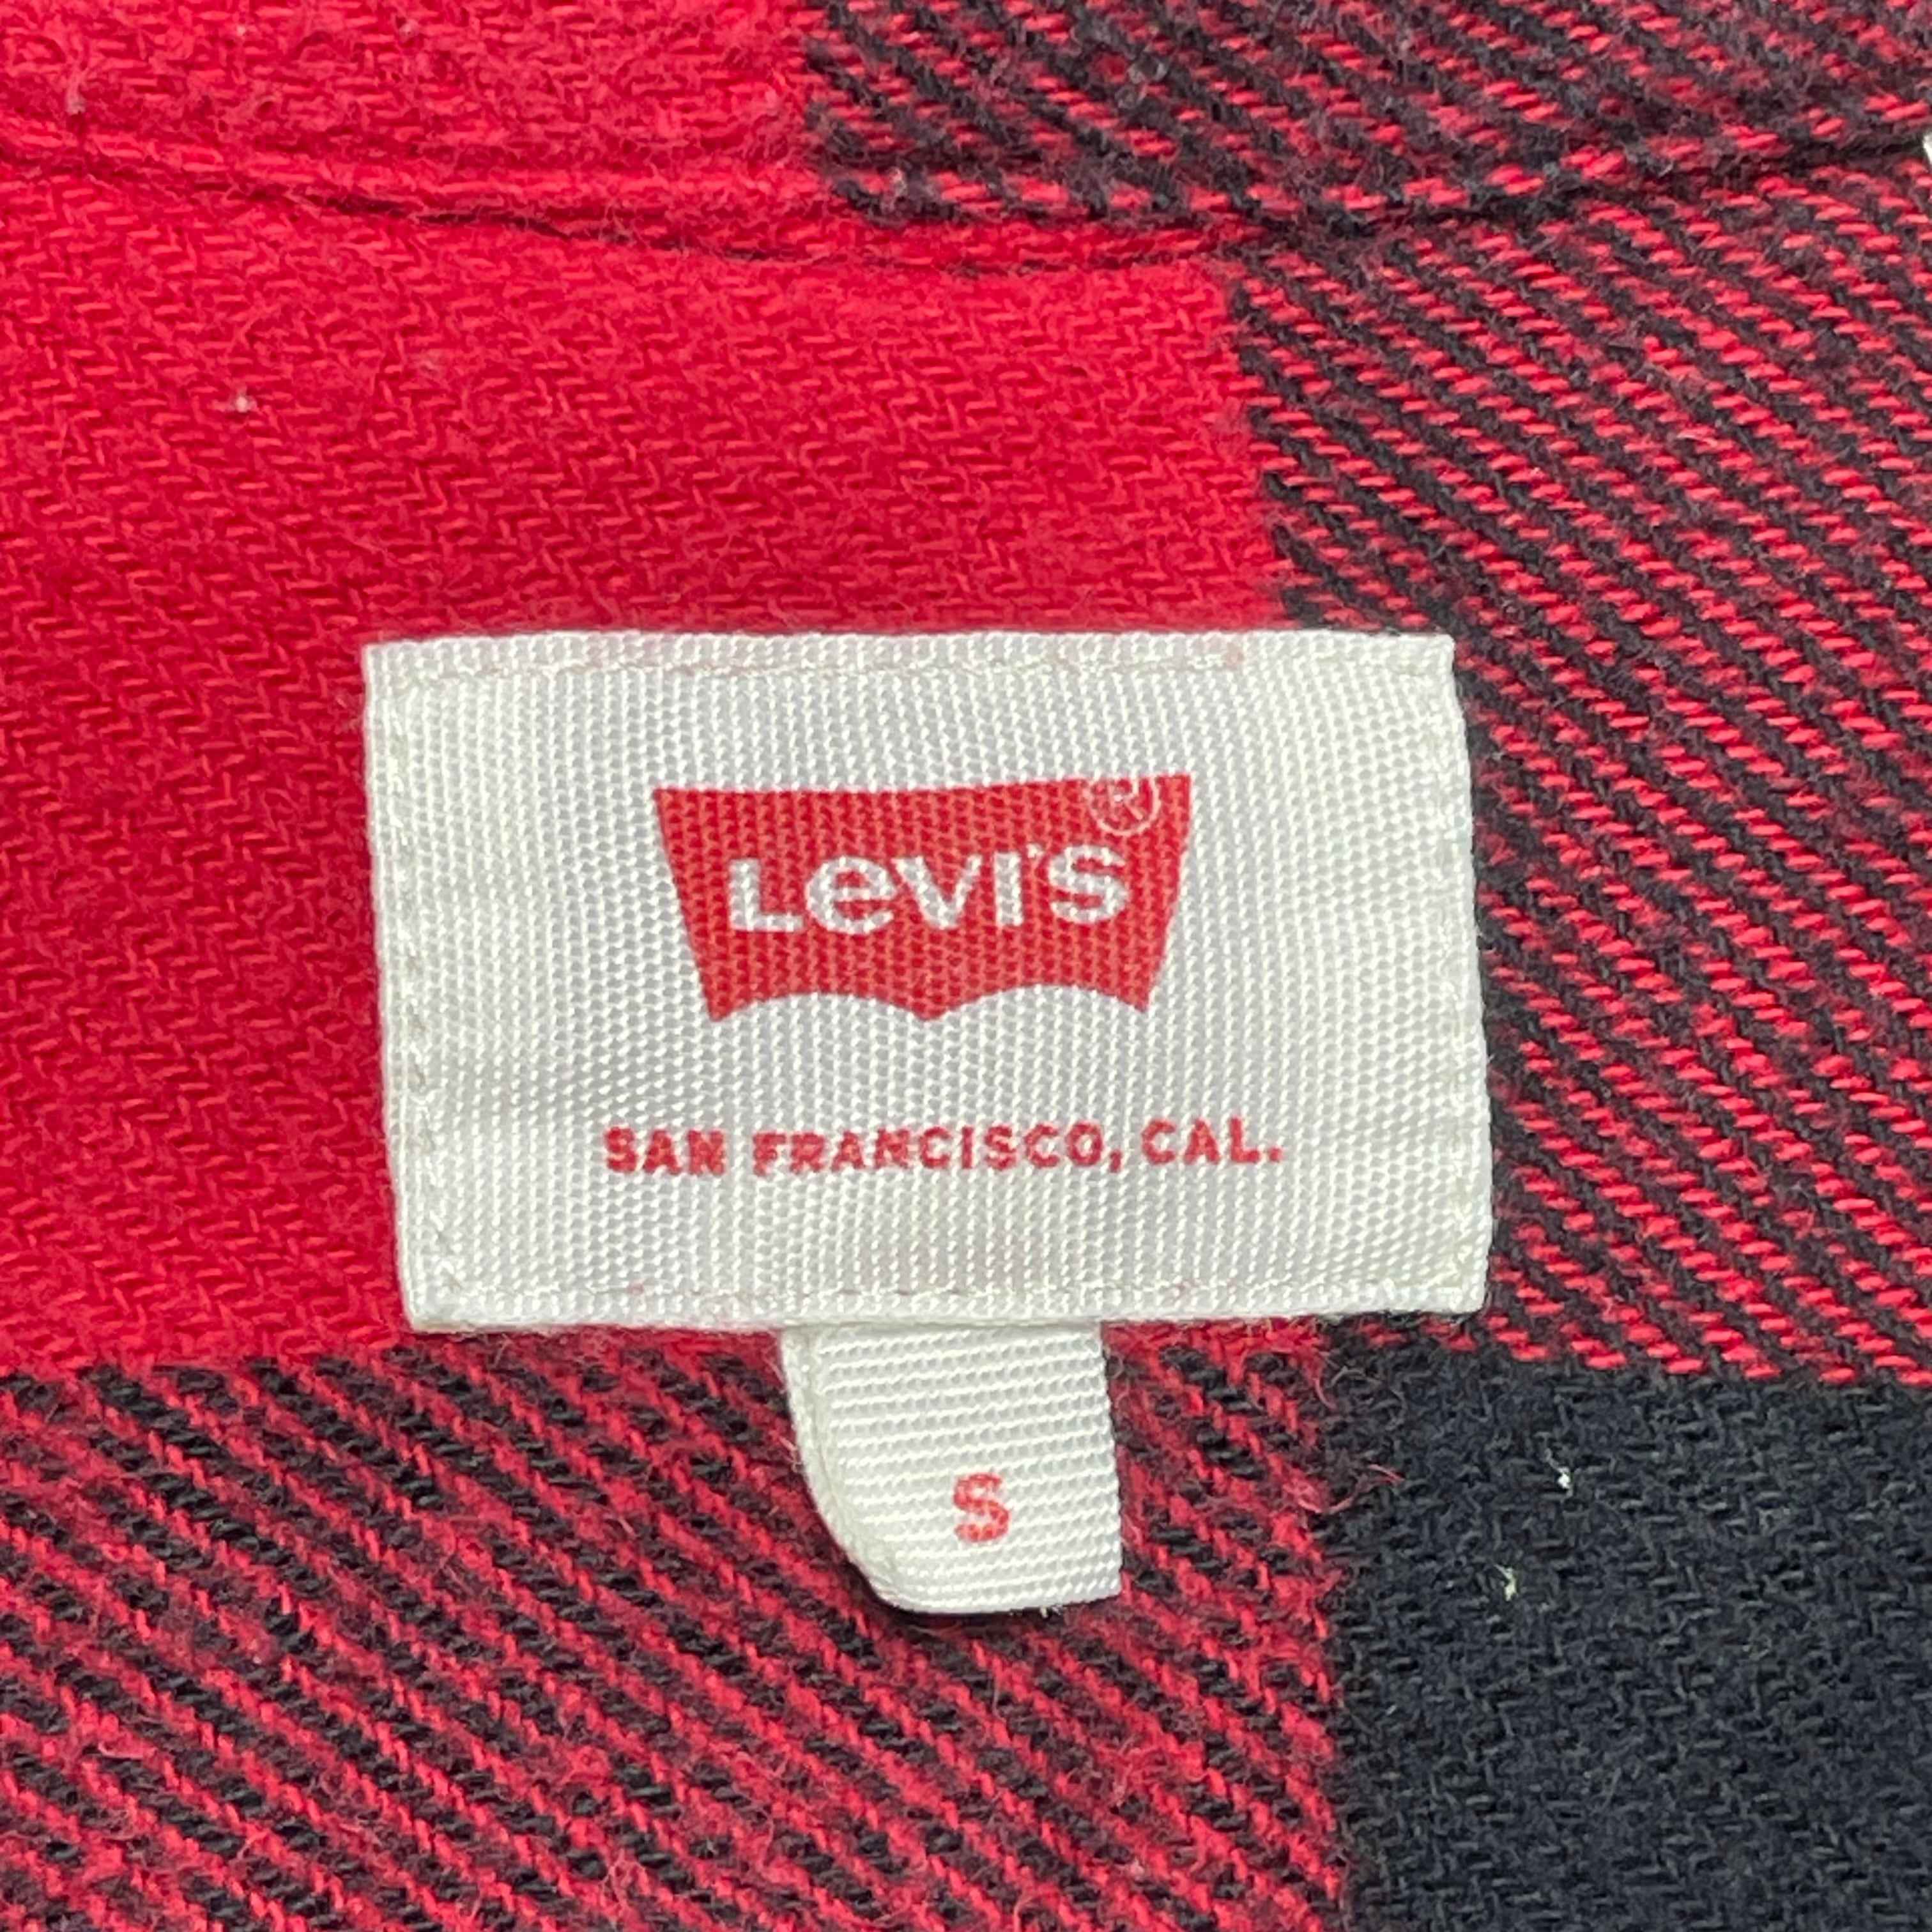 LeVI'S®
SAN FRANCISCO, CAL.
S